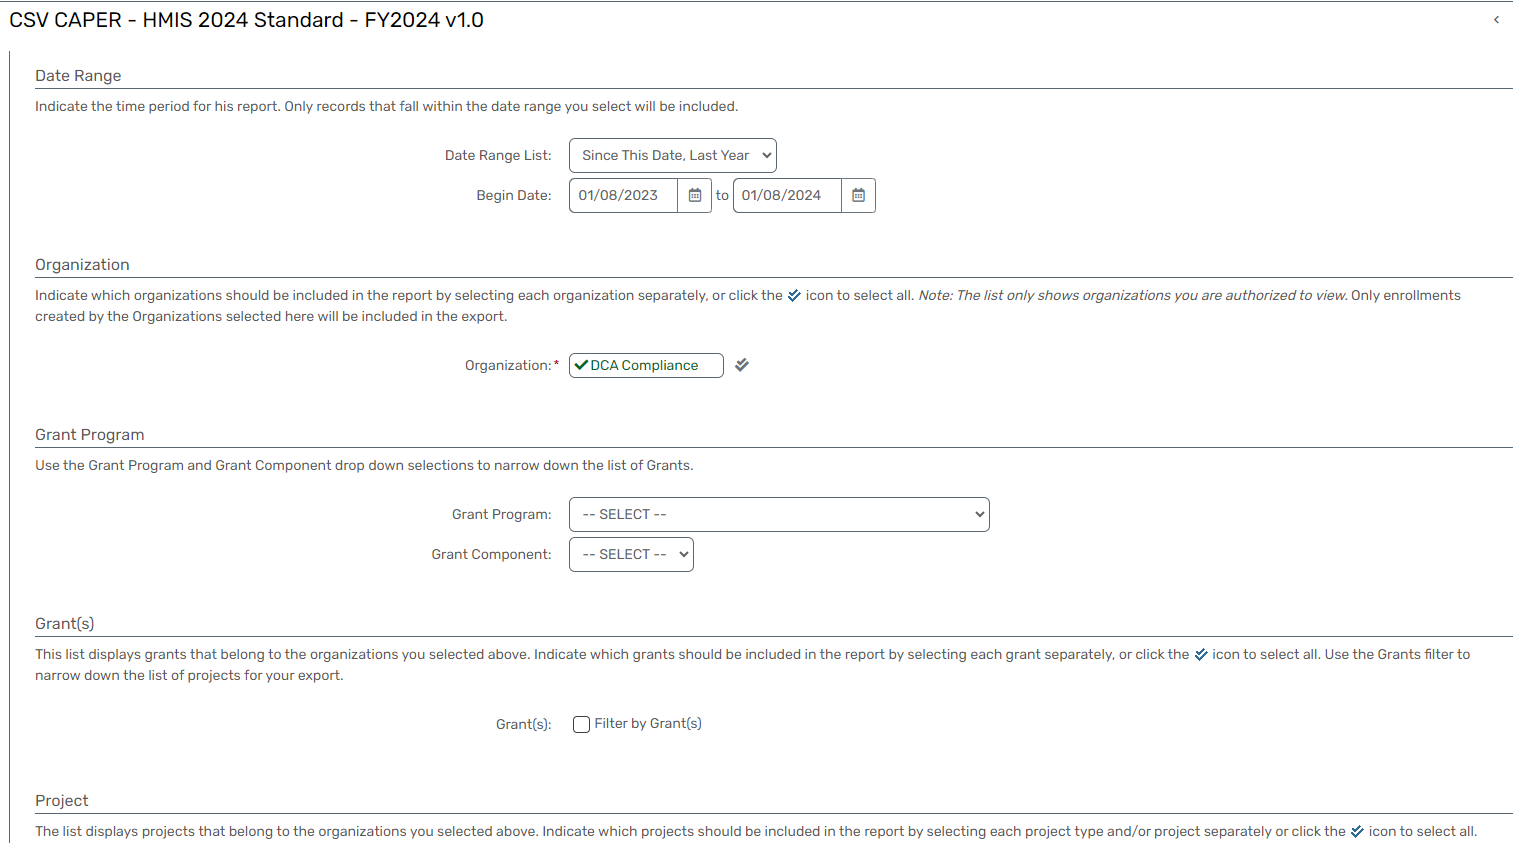 CSV CAPER - HMIS 2024 Standard - FY2024 v1.0
Date Range
Indicate the time period for his report. Only records that fall within the date range you select will be included.
Date Range List: Since This Date, Last Year
Begin Date: 01/08/2023 to 01/08/2024
Organization
Indicate which organizations should be included in the report by selecting each organization separately, or click the icon to select all. Note: The list only shows organizations you are authorized to view. Only enrollments
created by the Organizations selected here will be included in the export.
Organization:* DCA Compliance
Grant Program
Use the Grant Program and Grant Component drop down selections to narrow down the list of Grants.
Grant Program: -- SELECT --
Grant Component: -- SELECT --
Grant(s)
This list displays grants that belong to the organizations you selected above. Indicate which grants should be included in the report by selecting each grant separately, or click the icon to select all. Use the Grants filter to
narrow down the list of projects for your export.
Grant(s): Filter by Grant(s)
Project
The list displays projects that belong to the organizations you selected above. Indicate which projects should be included in the report by selecting each project type and/or project separately or click the icon to select all.